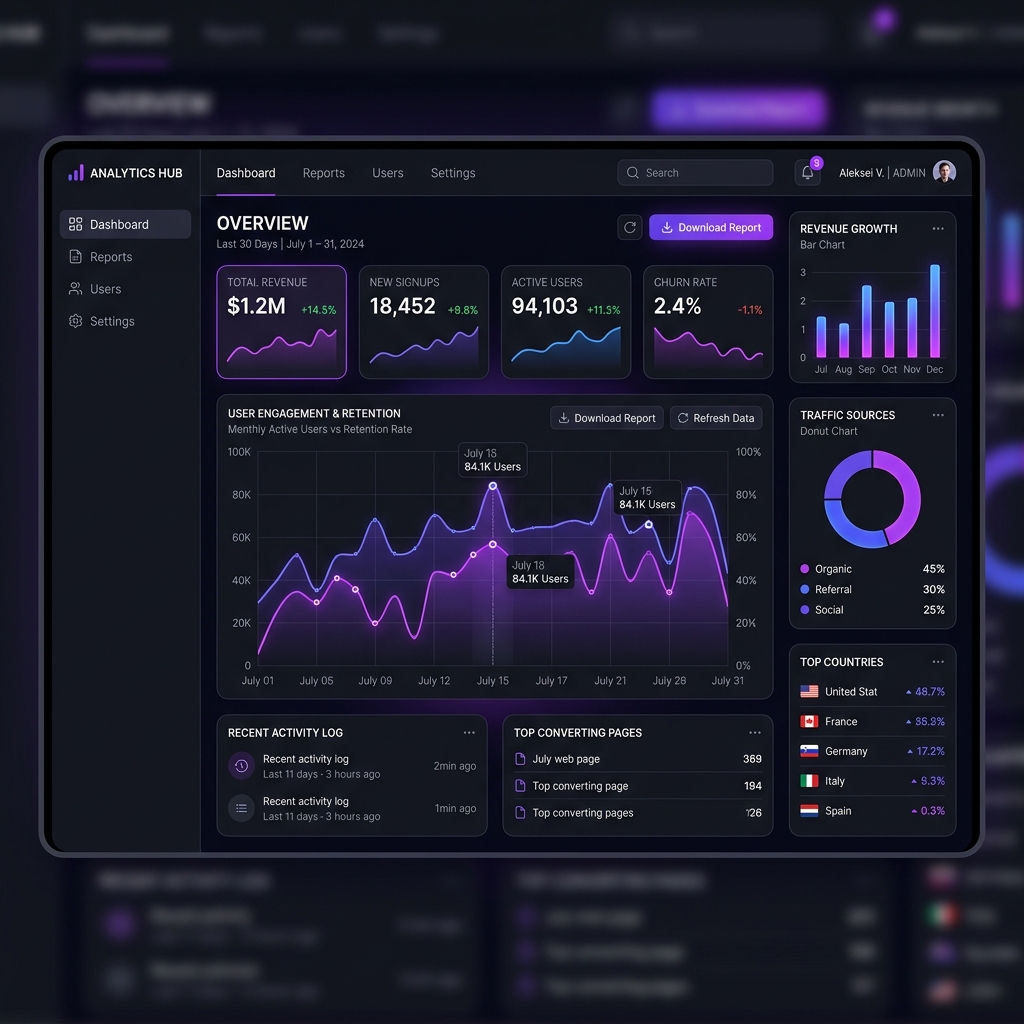 ANALYTICS HUB
Dashboard
Reports
Users
Settings
Dashboard Reports Users Settings
Search
Aleksei V. | ADMIN
OVERVIEW
Last 30 Days | July 1 – 31, 2024
Download Report
TOTAL REVENUE
$1.2M +14.5%
NEW SIGNUPS
18,452 +9.8%
ACTIVE USERS
94,103 +11.5%
CHURN RATE
2.4% -1.1%
REVENUE GROWTH
Bar Chart
3
2
1
0
Jul Aug Sep Oct Nov Dec
USER ENGAGEMENT & RETENTION
Monthly Active Users vs Retention Rate
Download Report
Refresh Data
100K
80K
60K
40K
20K
0
100%
80%
60%
40%
20%
0%
July 18
84.1K Users
July 15
84.1K Users
July 18
84.1K Users
July 01 July 05 July 09 July 12 July 15 July 17 July 21 July 28 July 31
TRAFFIC SOURCES
Donut Chart
Organic 45%
Referral 30%
Social 25%
TOP COUNTRIES
United Stat 48.7%
France
Germany 17.2%
Italy
Spain 0.3%
RECENT ACTIVITY LOG
Recent activity log
Last 11 days - 3 hours ago
2min ago
Recent activity log
Last 11 days - 3 hours ago
1min ago
TOP CONVERTING PAGES
July web page 369
Top converting page 194
Top converting pages